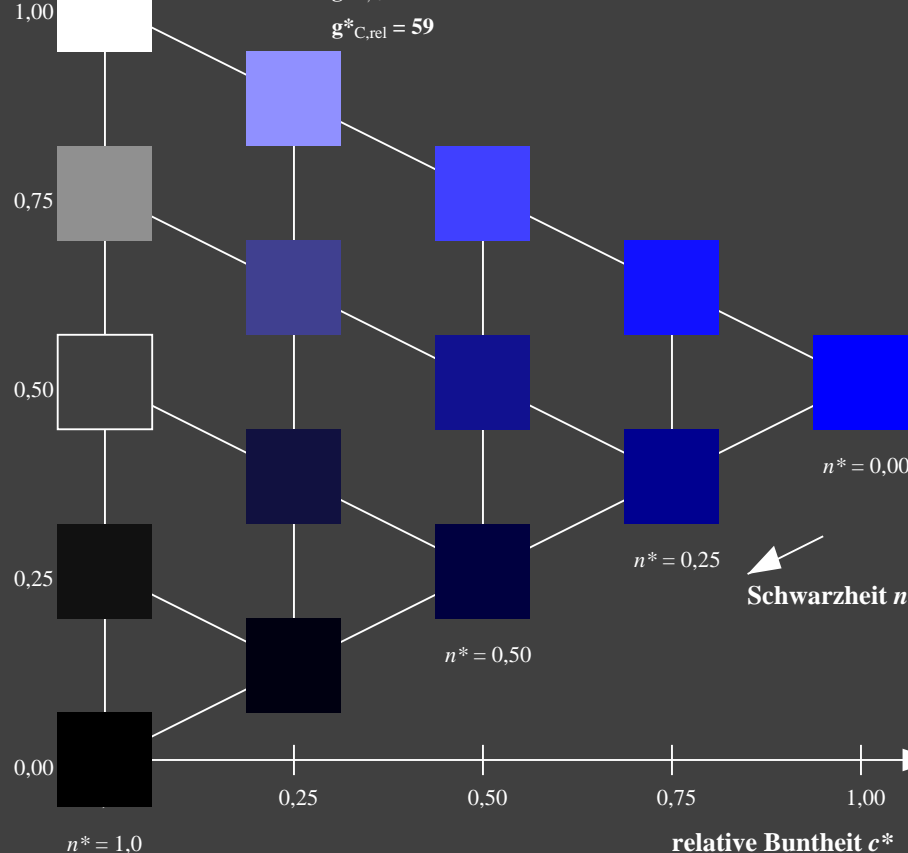 1,00
g*C,rel = 59
0,75
0,50
n* = 0,00
n* = 0,25
0,25
Schwarzheit n
n* = 0,50
0,00
0,25
0,50
0,75
1,00
n* = 1,0
relative Buntheit c*